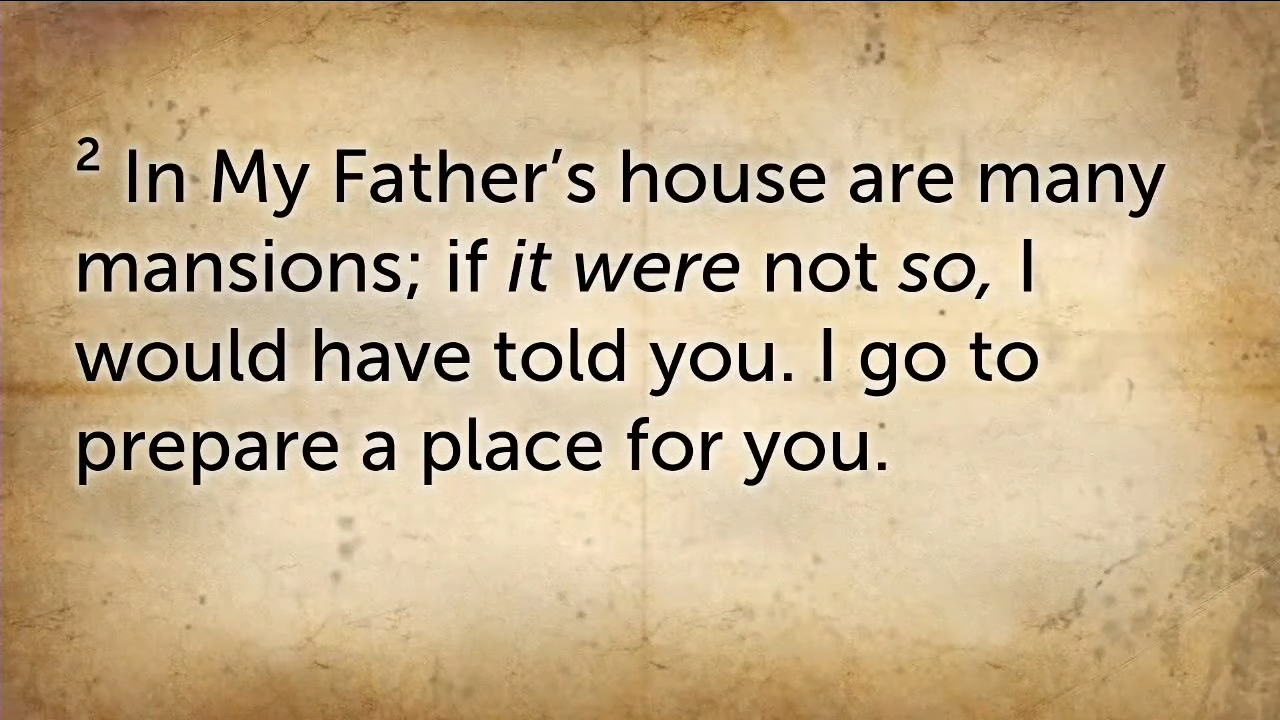 ² In My Father’s house are many
mansions; if it were not so, I
would have told you. I go to
prepare a place for you.